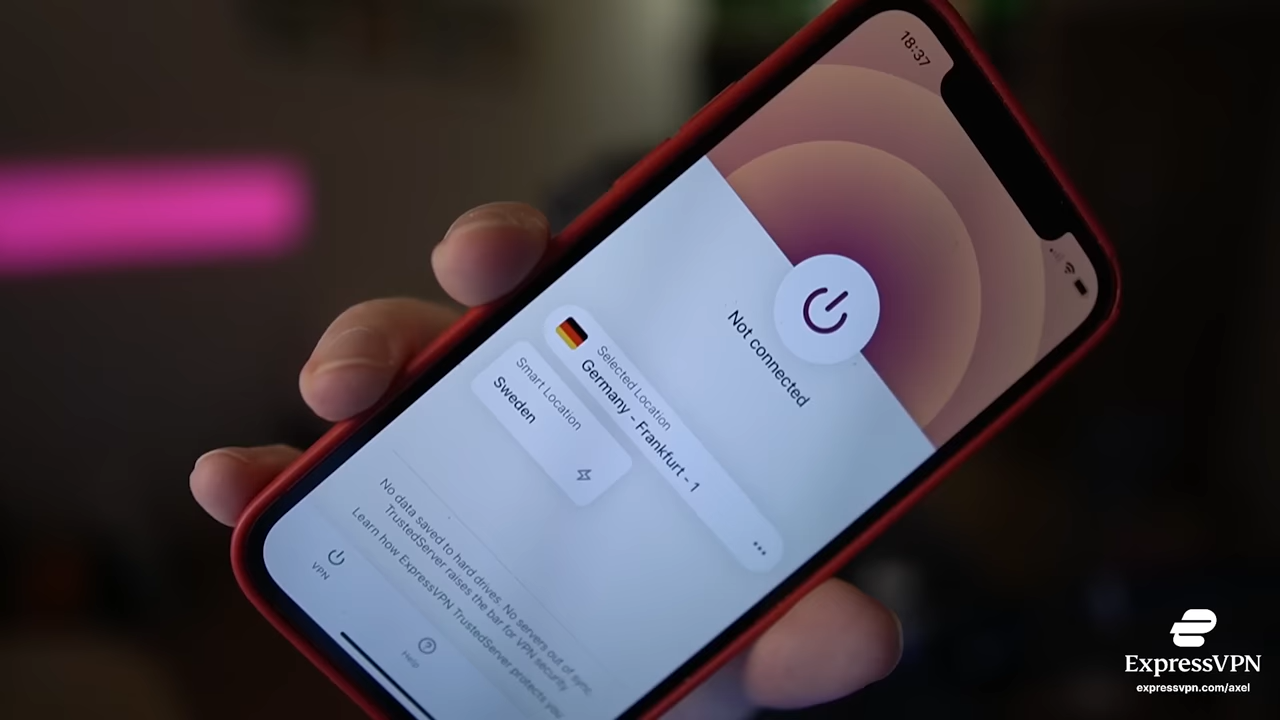 18:37
Not connected
Selected Location
Germany - Frankfurt - 1
Smart Location
Sweden
No data saved to hard drives. No servers out of sync.
TrustedServer raises the bar for VPN security
Learn how ExpressVPN TrustedServer protects you
VPN
Help
ExpressVPN
expressvpn.com/axel